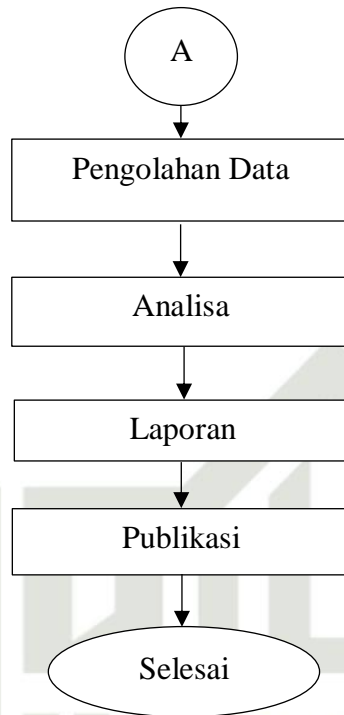 A
Pengolahan Data
Analisa
Laporan
Publikasi
Selesai